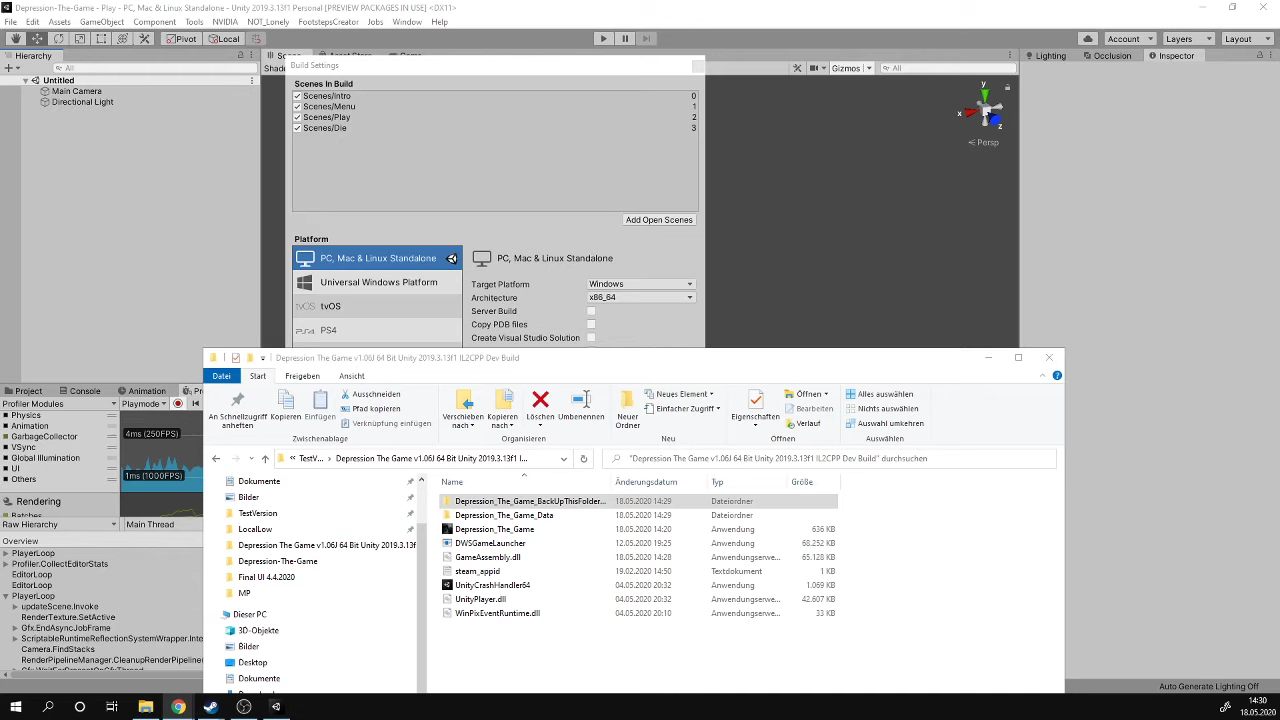 Depression-The-Game - Play - PC, Mac & Linux Standalone - Unity 2019.3.13f1 Personal [PREVIEW PACKAGES IN USE] <DX11>
File Edit Assets GameObject Component Tools NVIDIA NOT_Lonely FootstepsCreator Jobs Window Help
Pivot Local Account Layers Layout
Hierarchy Lighting Occlusion Inspector
All
Untitled
Main Camera
Directional Light
Gizmos All
y
x
z
Persp
Build Settings
Scenes In Build
Scenes/Intro 0
Scenes/Menu 1
Scenes/Play 2
Scenes/Die 3
Add Open Scenes
Platform
PC, Mac & Linux Standalone
Universal Windows Platform
tvOS tvOS
PS4 PS4
PC, Mac & Linux Standalone
Target Platform Windows
Architecture x86_64
Server Build
Copy PDB files
Create Visual Studio Solution
Project Console Animation
Profiler Modules Playmode
Physics
Animation
GarbageCollector
VSync
Global Illumination
UI
Others
4ms (250FPS)
1ms (1000FPS)
Rendering
Batches
Raw Hierarchy Main Thread
Overview
PlayerLoop
Profiler.CollectEditorStats
EditorLoop
EditorLoop
PlayerLoop
updateScene.Invoke
RenderTexture.SetActive
Gfx.EndAsyncJobFrame
ScriptableRuntimeReflectionSystemWrapper.Inte
Camera.FindStacks
RenderPipelineManager.CleanupRenderPipeline
Depression The Game v1.06J 64 Bit Unity 2019.3.13f1 IL2CPP Dev Build
Datei Start Freigeben Ansicht
An Schnellzugriff anheften
Kopieren
Einfügen
Ausschneiden
Pfad kopieren
Verknüpfung einfügen
Zwischenablage
Verschieben nach
Kopieren nach
Löschen
Umbenennen
Organisieren
Neuer Ordner
Neues Element
Einfacher Zugriff
Neu
Eigenschaften
Öffnen
Bearbeiten
Verlauf
Öffnen
Alles auswählen
Nichts auswählen
Auswahl umkehren
Auswählen
« TestV... › Depression The Game v1.06J 64 Bit Unity 2019.3.13f1 I...
"Depression The Game v1.06J 64 Bit Unity 2019.3.13f1 IL2CPP Dev Build" durchsuchen
Dokumente
Bilder
TestVersion
LocalLow
Depression The Game v1.06J 64 Bit Unity 2019.3.13f
Depression-The-Game
Final UI 4.4.2020
MP
Dieser PC
3D-Objekte
Bilder
Desktop
Dokumente
Name Änderungsdatum Typ Größe
Depression_The_Game_BackUpThisFolder... 18.05.2020 14:29 Dateiordner
Depression_The_Game_Data 18.05.2020 14:29 Dateiordner
Depression_The_Game 18.05.2020 14:20 Anwendung 636 KB
DWSGameLauncher 12.05.2020 19:25 Anwendung 68.252 KB
GameAssembly.dll 18.05.2020 14:28 Anwendungserwe... 65.128 KB
steam_appid 19.02.2020 14:50 Textdokument 1 KB
UnityCrashHandler64 04.05.2020 20:32 Anwendung 1.069 KB
UnityPlayer.dll 04.05.2020 20:32 Anwendungserwe... 42.607 KB
WinPixEventRuntime.dll 04.05.2020 20:10 Anwendungserwe... 33 KB
Auto Generate Lighting Off
14:30
18.05.2020